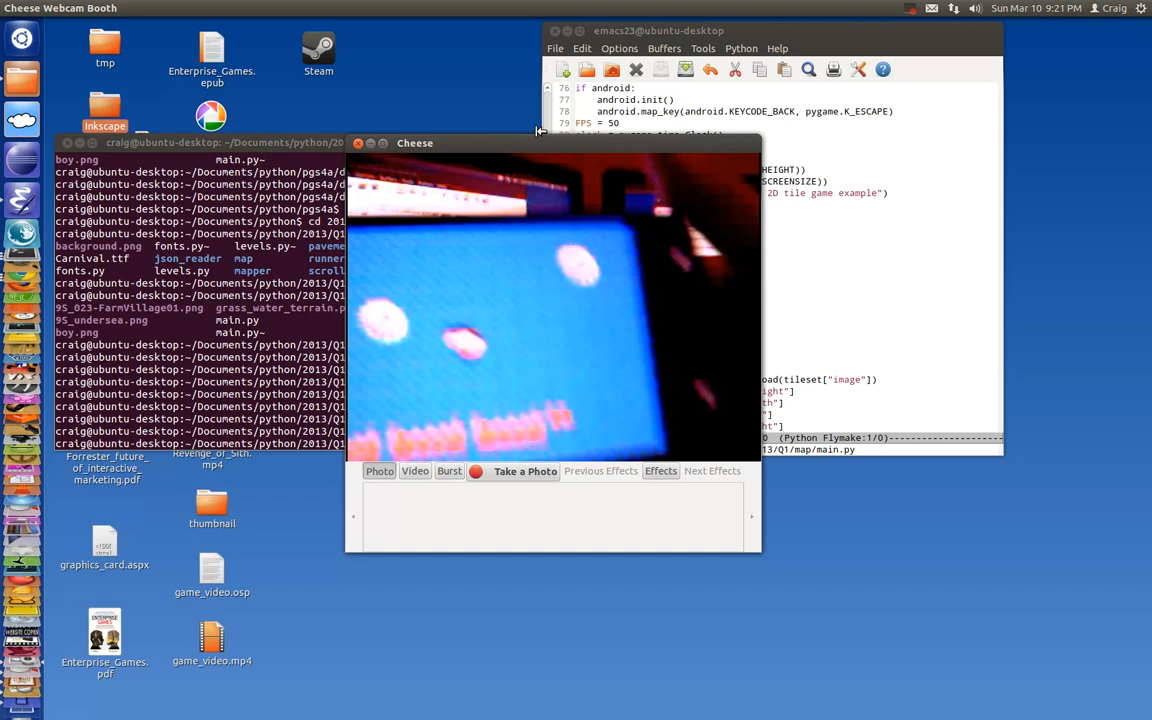 Cheese Webcam Booth
Sun Mar 10 9:21 PM
Craig
tmp
Enterprise_Games.
epub
Steam
Inkscape
emacs23@ubuntu-desktop
File Edit Options Buffers Tools Python Help
76 if android:
77 android.init()
78 android.map_key(android.KEYCODE_BACK, pygame.K_ESCAPE)
79 FPS = 50
HEIGHT))
SCREENSIZE))
2D tile game example")
oad(tileset["image"])
ight"]
th"]
"]
ght"]
(Python Flymake:1/0)
13/Q1/map/main.py
craig@ubuntu-desktop: ~/Documents/python/20
boy.png main.py~
craig@ubuntu-desktop:~/Documents/python/pgs4a/d
craig@ubuntu-desktop:~/Documents/python/pgs4a/d
craig@ubuntu-desktop:~/Documents/python/pgs4a/d
craig@ubuntu-desktop:~/Documents/python/pgs4a$
craig@ubuntu-desktop:~/Documents/python$ cd 201
background.png fonts.py~ levels.py~ paveme
Carnival.ttf json_reader map runner
fonts.py levels.py mapper scroll
craig@ubuntu-desktop:~/Documents/python/2013/Q1
craig@ubuntu-desktop:~/Documents/python/2013/Q1
9S_023-FarmVillage01.png grass_water_terrain.p
9S_undersea.png main.py
boy.png main.py~
craig@ubuntu-desktop:~/Documents/python/2013/Q1
craig@ubuntu-desktop:~/Documents/python/2013/Q1
craig@ubuntu-desktop:~/Documents/python/2013/Q1
craig@ubuntu-desktop:~/Documents/python/2013/Q1
craig@ubuntu-desktop:~/Documents/python/2013/Q1
craig@ubuntu-desktop:~/Documents/python/2013/Q1
craig@ubuntu-desktop:~/Documents/python/2013/Q1
craig@ubuntu-desktop:~/Documents/python/2013/Q1
craig@ubuntu-desktop:~/Documents/python/2013/Q1
Cheese
Photo Video Burst Take a Photo Previous Effects Effects Next Effects
Forrester_future_
of_interactive_
marketing.pdf
Revenge_of_Sith.
mp4
thumbnail
graphics_card.aspx
game_video.osp
ENTERPRISE
GAMES
Enterprise_Games.
pdf
game_video.mp4